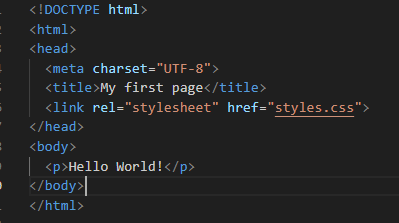 <!DOCTYPE html>
<html>
<head>
  <meta charset="UTF-8">
  <title>My first page</title>
  <link rel="stylesheet" href="styles.css">
</head>
<body>
  <p>Hello World!</p>
</body>
</html>